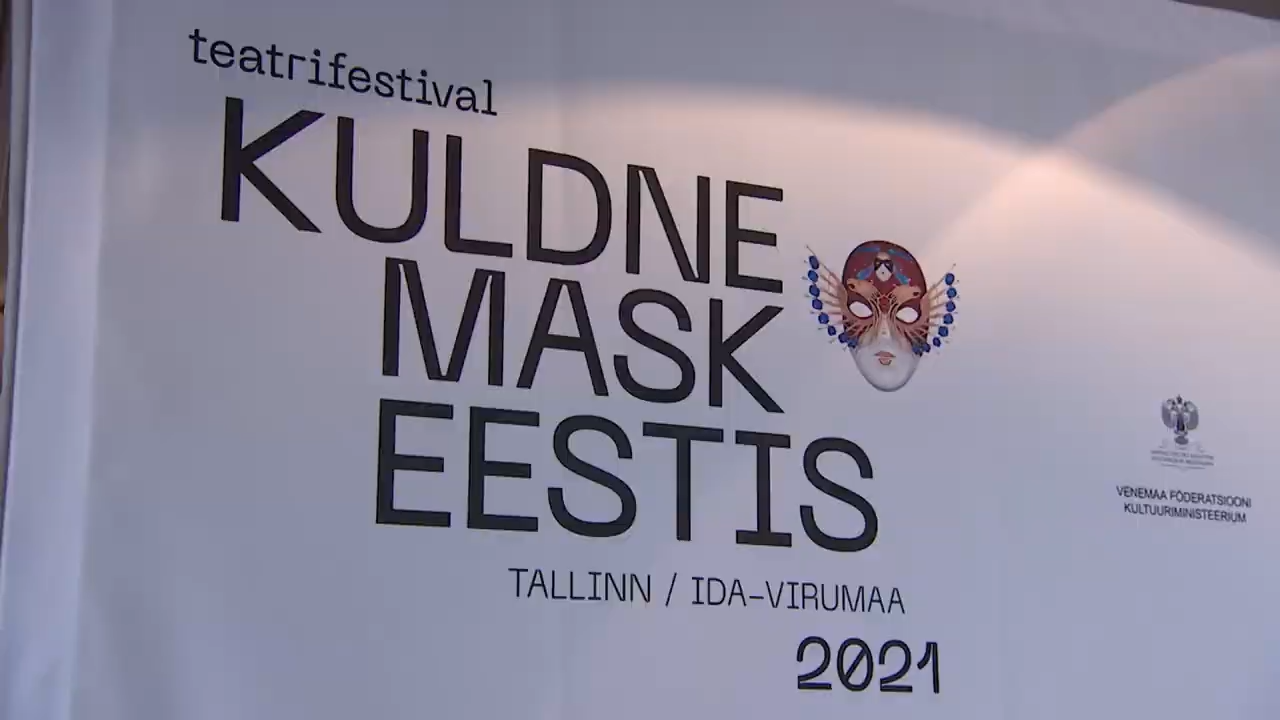 teatrifestival
KULDNE
MASK
EESTIS
TALLINN / IDA-VIRUMAA
2021
VENEMAA FÖDERATSIOONI
KULTUURIMINISTEERIUM